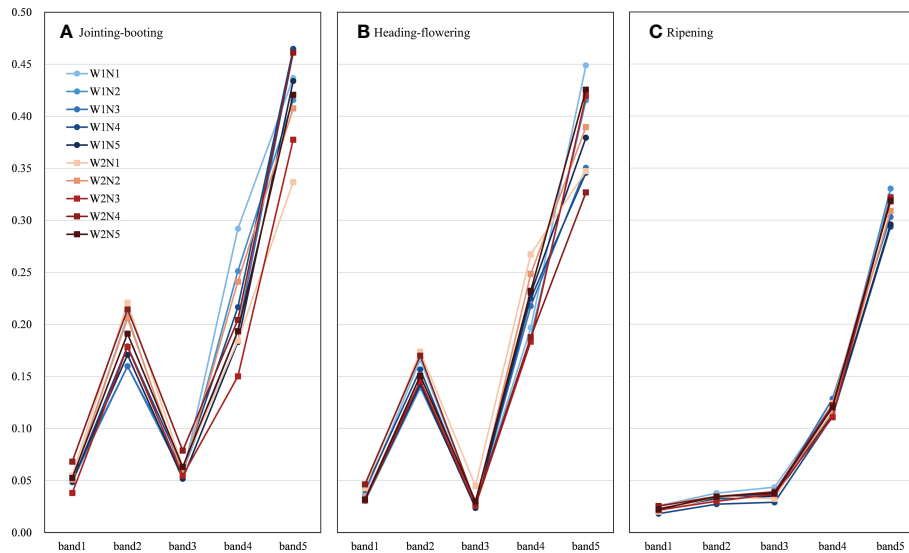 0.50
0.45
0.40
0.35
0.30
0.25
0.20
0.15
0.10
0.05
0.00
A Jointing-booting
W1N1
W1N2
W1N3
W1N4
W1N5
W2N1
W2N2
W2N3
W2N4
W2N5
band1 band2 band3 band4 band5
B Heading-flowering
band1 band2 band3 band4 band5
C Ripening
band1 band2 band3 band4 band5